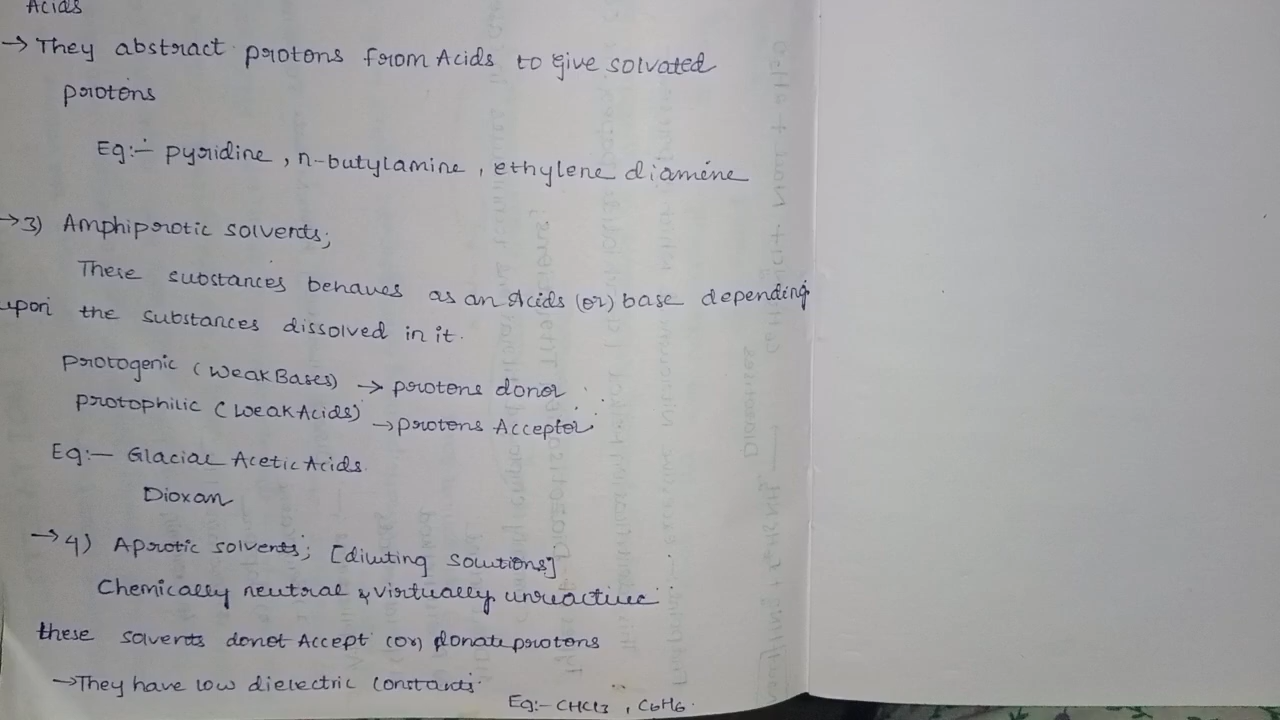 Acids
→ They abstract protons from Acids to give solvated
protons
Eg:- pyridine, n-butylamine, ethylene diamine
→3) Amphiprotic solvents;
These substances behaves as an Acids (or) base depending
upon the substances dissolved in it.
protogenic (weak Bases) → protons donor
protophilic (weak Acids) → protons Acceptor
Eg:- Glacial Acetic Acids.
Dioxan
→4) Aprotic solvents; [diluting solutions]
Chemically neutral & virtually unreactive
these solvents donot Accept (or) donate protons
→They have low dielectric constants
Eg:- CHCl3, C6H6.